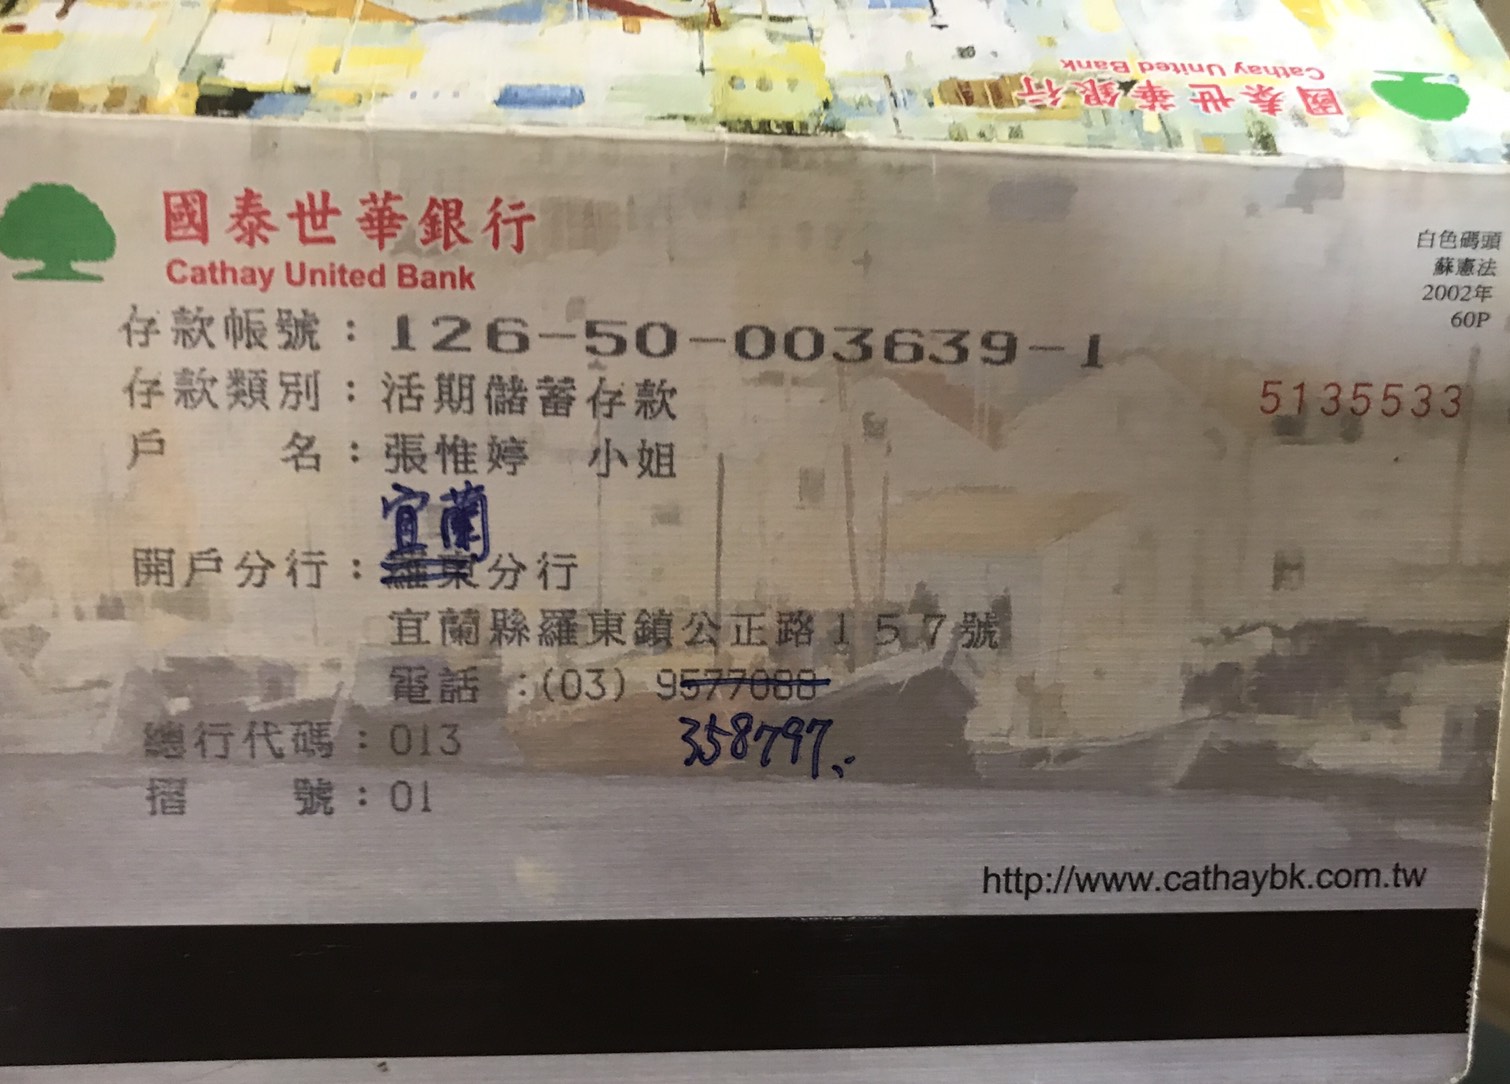 國泰世華銀行
Cathay United Bank
國泰世華銀行
Cathay United Bank
白色碼頭
蘇憲法
2002年
60P
存款帳號：126-50-003639-1
存款類別：活期儲蓄存款
5135533
戶名：張惟婷 小姐
宜蘭
開戶分行：羅東分行
宜蘭縣羅東鎮公正路157號
電話：(03) 9577088
358797
總行代碼：013
摺號：01
http://www.cathaybk.com.tw